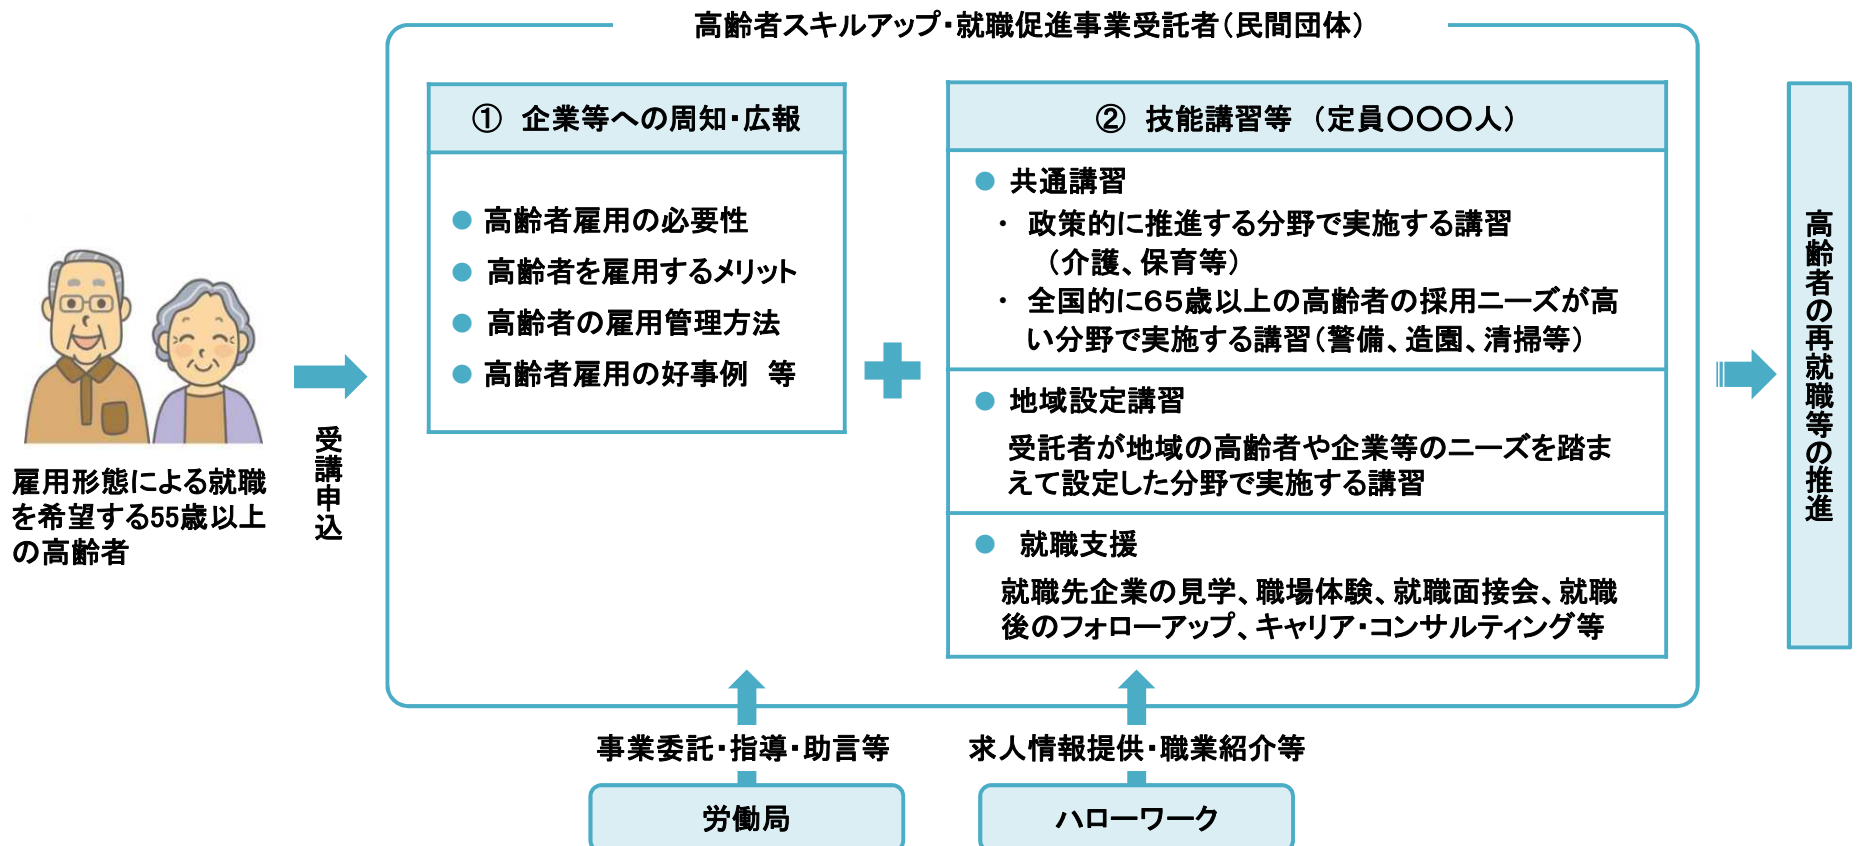 高齢者スキルアップ・就職促進事業受託者（民間団体）
① 企業等への周知・広報
● 高齢者雇用の必要性
● 高齢者を雇用するメリット
● 高齢者の雇用管理方法
● 高齢者雇用の好事例 等
② 技能講習等 （定員〇〇〇人）
● 共通講習
・ 政策的に推進する分野で実施する講習
（介護、保育等）
・ 全国的に６５歳以上の高齢者の採用ニーズが高
い分野で実施する講習（警備、造園、清掃等）
● 地域設定講習
受託者が地域の高齢者や企業等のニーズを踏ま
えて設定した分野で実施する講習
● 就職支援
就職先企業の見学、職場体験、就職面接会、就職
後のフォローアップ、キャリア・コンサルティング等
雇用形態による就職
を希望する55歳以上
の高齢者
受講申込
高齢者の再就職等の推進
事業委託・指導・助言等
求人情報提供・職業紹介等
労働局
ハローワーク